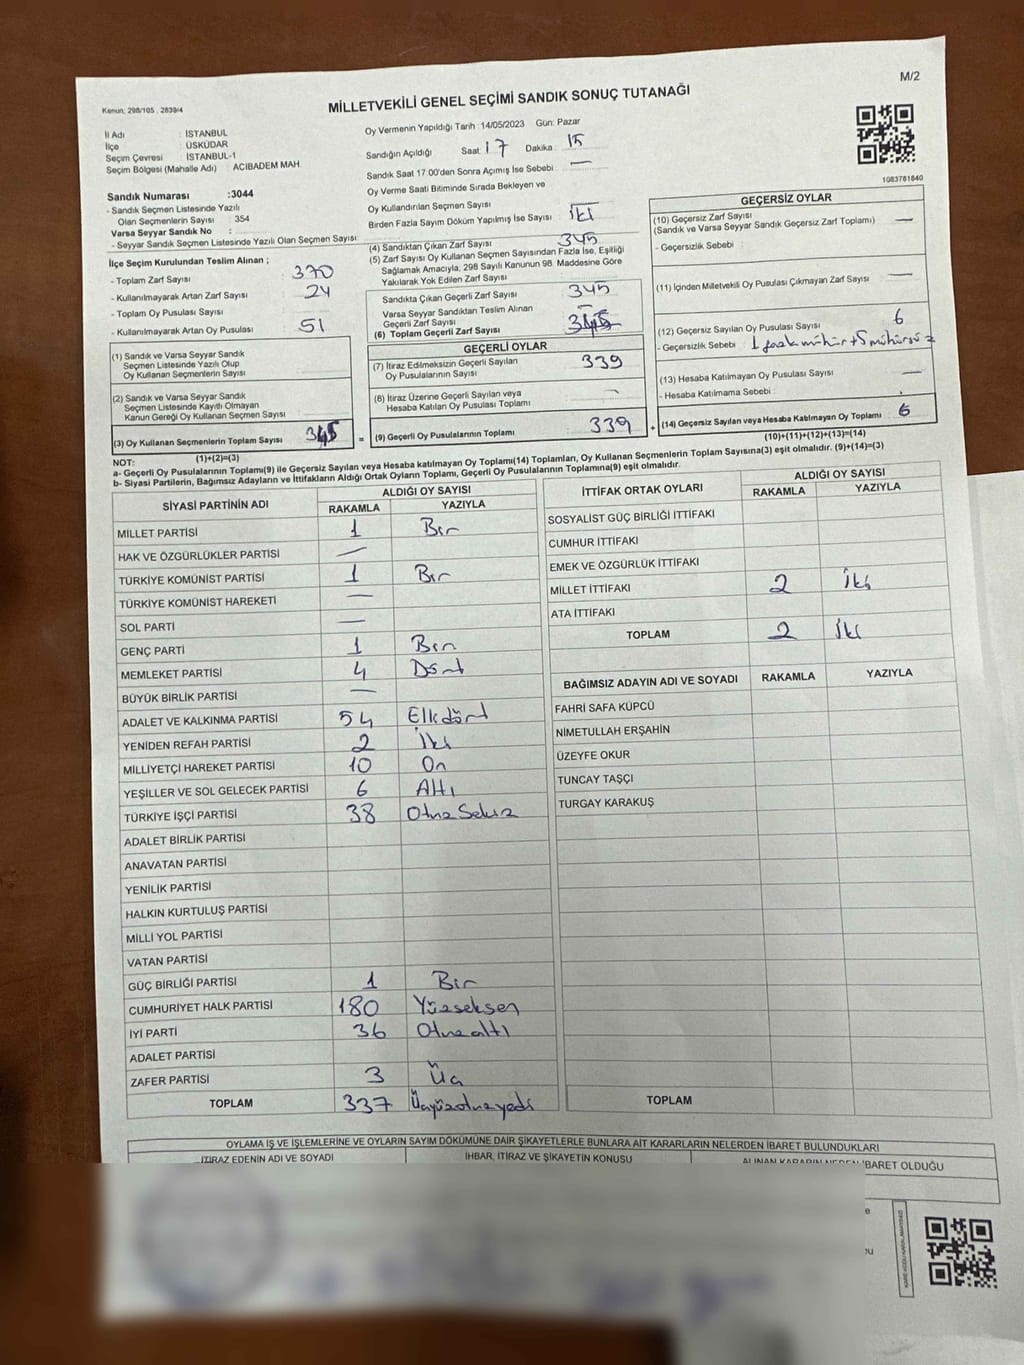 M/2
Kanun; 298/105 , 2839/4
MİLLETVEKİLİ GENEL SEÇİMİ SANDIK SONUÇ TUTANAĞI
İl Adı : İSTANBUL
İlçe : ÜSKÜDAR
Seçim Çevresi : İSTANBUL-1
Seçim Bölgesi (Mahalle Adı) : ACIBADEM MAH.
Sandık Numarası :3044
- Sandık Seçmen Listesinde Yazılı
Olan Seçmenlerin Sayısı : 354
Varsa Seyyar Sandık No :
- Seyyar Sandık Seçmen Listesinde Yazılı Olan Seçmen Sayısı :
İlçe Seçim Kurulundan Teslim Alınan ;
- Toplam Zarf Sayısı : 370
- Kullanılmayarak Artan Zarf Sayısı : 24
- Toplam Oy Pusulası Sayısı :
- Kullanılmayarak Artan Oy Pusulası : 51
(1) Sandık ve Varsa Seyyar Sandık
Seçmen Listesinde Yazılı Olup
Oy Kullanan Seçmenlerin Sayısı :
(2) Sandık ve Varsa Seyyar Sandık
Seçmen Listesinde Kayıtlı Olmayan
Kanun Gereği Oy Kullanan Seçmen Sayısı :
(3) Oy Kullanan Seçmenlerin Toplam Sayısı : 345
(1)+(2)=(3)
Oy Vermenin Yapıldığı Tarih : 14/05/2023 Gün: Pazar
Sandığın Açıldığı Saat: 17 Dakika : 15
Sandık Saat 17:00'den Sonra Açımış İse Sebebi : —
Oy Verme Saati Bitiminde Sırada Bekleyen ve
Oy Kullandırılan Seçmen Sayısı : —
Birden Fazla Sayım Döküm Yapılmış İse Sayısı : iki
(4) Sandıktan Çıkan Zarf Sayısı : 345
(5) Zarf Sayısı Oy Kullanan Seçmen Sayısından Fazla İse, Eşitliği
Sağlamak Amacıyla, 298 Sayılı Kanunun 98. Maddesine Göre
Yakılarak Yok Edilen Zarf Sayısı :
Sandıkta Çıkan Geçerli Zarf Sayısı : 345
Varsa Seyyar Sandıktan Teslim Alınan
Geçerli Zarf Sayısı : —
(6) Toplam Geçerli Zarf Sayısı : 345
GEÇERLİ OYLAR
(7) İtiraz Edilmeksizin Geçerli Sayılan
Oy Pusulalarının Sayısı : 339
(8) İtiraz Üzerine Geçerli Sayılan veya
Hesaba Katılan Oy Pusulası Toplamı : —
= (9) Geçerli Oy Pusulalarının Toplamı : 339 +
1083781840
GEÇERSİZ OYLAR
(10) Geçersiz Zarf Sayısı : —
(Sandık ve Varsa Seyyar Sandık Geçersiz Zarf Toplamı)
- Geçersizlik Sebebi :
(11) İçinden Milletvekili Oy Pusulası Çıkmayan Zarf Sayısı : —
(12) Geçersiz Sayılan Oy Pusulası Sayısı : 6
- Geçersizlik Sebebi : 1 fazla mühür + 5 mühürsüz
(13) Hesaba Katılmayan Oy Pusulası Sayısı : —
- Hesaba Katılmama Sebebi :
(14) Geçersiz Sayılan veya Hesaba Katılmayan Oy Toplamı : 6
(10)+(11)+(12)+(13)=(14)
NOT:
a- Geçerli Oy Pusulaları Toplamı(9) ile Geçersiz Sayılan veya Hesaba katılmayan Oy Toplamı(14) Toplamları, Oy Kullanan Seçmenlerin Toplam Sayısına(3) eşit olmalıdır. (9)+(14)=(3)
b- Siyasi Partilerin, Bağımsız Adayların ve İttifakların Aldığı Ortak Oyların Toplamı, Geçerli Oy Pusulalarının Toplamına(9) eşit olmalıdır.
SİYASİ PARTİNİN ADI ALDIĞI OY SAYISI
RAKAMLA YAZIYLA
MİLLET PARTİSİ 1 Bir
HAK VE ÖZGÜRLÜKLER PARTİSİ —
TÜRKİYE KOMÜNİST PARTİSİ 1 Bir
TÜRKİYE KOMÜNİST HAREKETİ —
SOL PARTİ —
GENÇ PARTİ 1 Bir
MEMLEKET PARTİSİ 4 Dört
BÜYÜK BİRLİK PARTİSİ —
ADALET VE KALKINMA PARTİSİ 54 Ellidört
YENİDEN REFAH PARTİSİ 2 İki
MİLLİYETÇİ HAREKET PARTİSİ 10 On
YEŞİLLER VE SOL GELECEK PARTİSİ 6 Altı
TÜRKİYE İŞÇİ PARTİSİ 38 Otuz Sekiz
ADALET BİRLİK PARTİSİ
ANAVATAN PARTİSİ
YENİLİK PARTİSİ
HALKIN KURTULUŞ PARTİSİ
MİLLİ YOL PARTİSİ
VATAN PARTİSİ
GÜÇ BİRLİĞİ PARTİSİ 1 Bir
CUMHURİYET HALK PARTİSİ 180 Yüzseksen
İYİ PARTİ 36 Otuzaltı
ADALET PARTİSİ
ZAFER PARTİSİ 3 Üç
TOPLAM 337 Üçyüzotuzyedi
İTTİFAK ORTAK OYLARI ALDIĞI OY SAYISI
RAKAMLA YAZIYLA
SOSYALİST GÜÇ BİRLİĞİ İTTİFAKI
CUMHUR İTTİFAKI
EMEK VE ÖZGÜRLÜK İTTİFAKI
MİLLET İTTİFAKI 2 İki
ATA İTTİFAKI
TOPLAM 2 İki
BAĞIMSIZ ADAYIN ADI VE SOYADI RAKAMLA YAZIYLA
FAHRİ SAFA KÜPCÜ
NİMETULLAH ERŞAHİN
ÜZEYFE OKUR
TUNCAY TAŞÇI
TURGAY KARAKUŞ
TOPLAM
OYLAMA İŞ VE İŞLEMLERİNE VE OYLARIN SAYIM DÖKÜMÜNE DAİR ŞİKAYETLERLE BUNLARA AİT KARARLARIN NELERDEN İBARET BULUNDUKLARI
İTİRAZ EDENİN ADI VE SOYADI İHBAR, İTİRAZ VE ŞİKAYETİN KONUSU ALINAN KARARIN NEDEN İBARET OLDUĞU